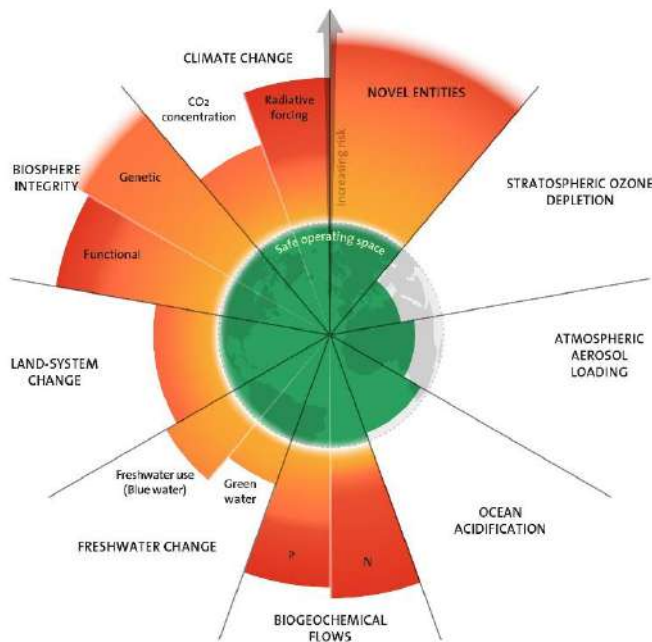 CLIMATE CHANGE
CO2
concentration
Radiative
forcing
Increasing risk
NOVEL ENTITIES
BIOSPHERE
INTEGRITY
Genetic
Functional
STRATOSPHERIC OZONE
DEPLETION
Safe operating space
LAND-SYSTEM
CHANGE
ATMOSPHERIC
AEROSOL
LOADING
Freshwater use
(Blue water)
Green
water
FRESHWATER CHANGE
OCEAN
ACIDIFICATION
P
N
BIOGEOCHEMICAL
FLOWS